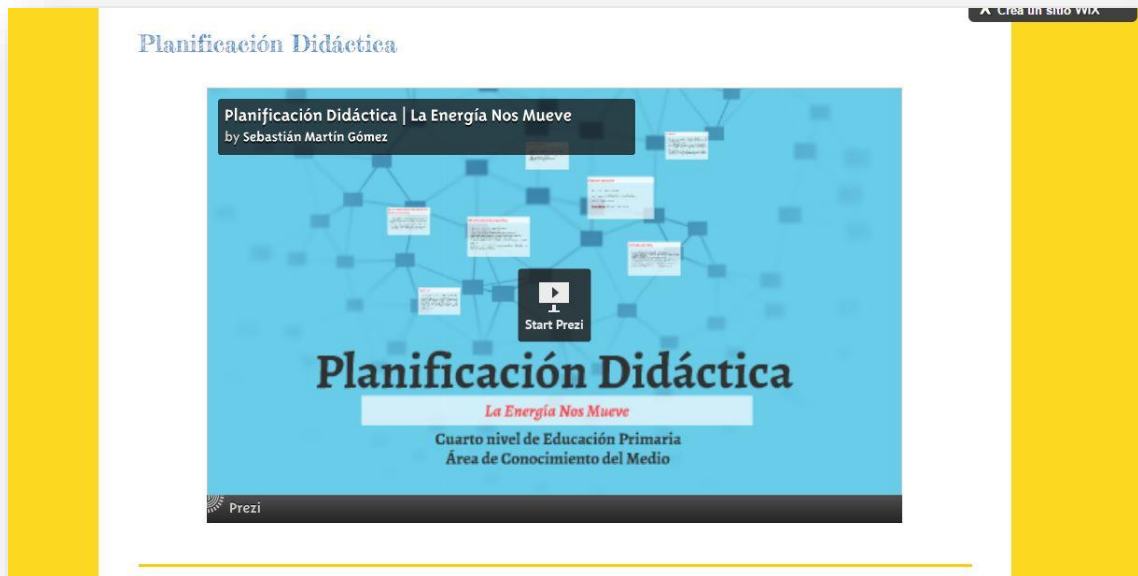 Crea un sitio WIX
Planificación Didáctica
Planificación Didáctica | La Energía Nos Mueve
by Sebastián Martín Gómez
Start Prezi
Planificación Didáctica
La Energía Nos Mueve
Cuarto nivel de Educación Primaria
Área de Conocimiento del Medio
Prezi